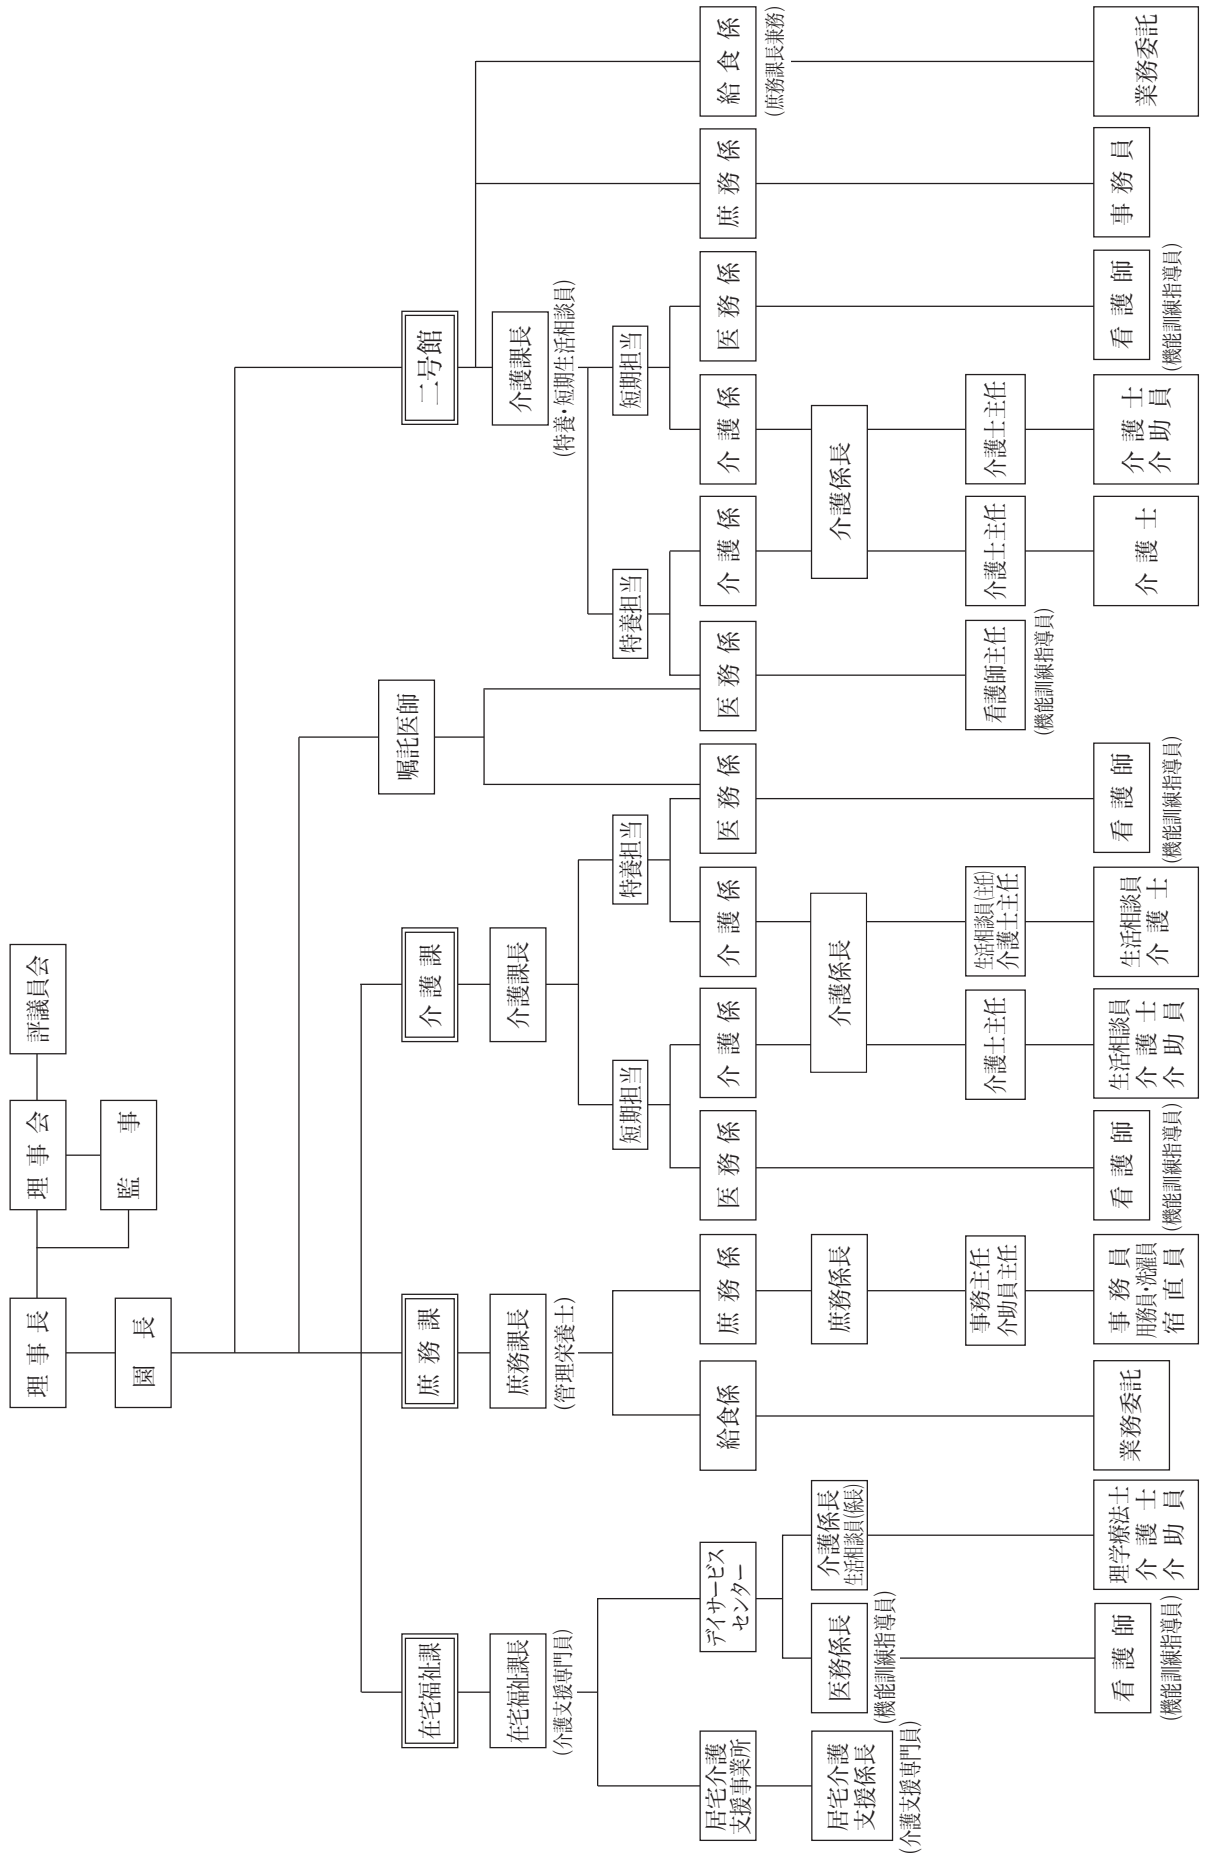 理事長
理事会
評議員会
園長
監事
嘱託医師
在宅福祉課
庶務課
介護課
二号館
在宅福祉課長
(介護支援専門員)
庶務課長
(管理栄養士)
介護課長
介護課長
(特養・短期生活相談員)
短期担当
特養担当
特養担当
短期担当
居宅介護
支援事業所
デイサービス
センター
給食係
庶務係
医務係
介護係
介護係
医務係
医務係
介護係
介護係
医務係
庶務係
給食係
(庶務課長兼務)
居宅介護
支援係長
(介護支援専門員)
医務係長
(機能訓練指導員)
介護係長
生活相談員(係長)
庶務係長
介護係長
介護係長
事務主任
介助員主任
介護士主任
生活相談員(主任)
介護士主任
看護師主任
(機能訓練指導員)
介護士主任
介護士主任
看護師
(機能訓練指導員)
理学療法士
介護士
介助員
業務委託
事務員
用務員・洗濯員
宿直員
看護師
(機能訓練指導員)
生活相談員
介護士
介助員
生活相談員
介護士
看護師
(機能訓練指導員)
介護士
介護士
介助員
看護師
(機能訓練指導員)
事務員
業務委託